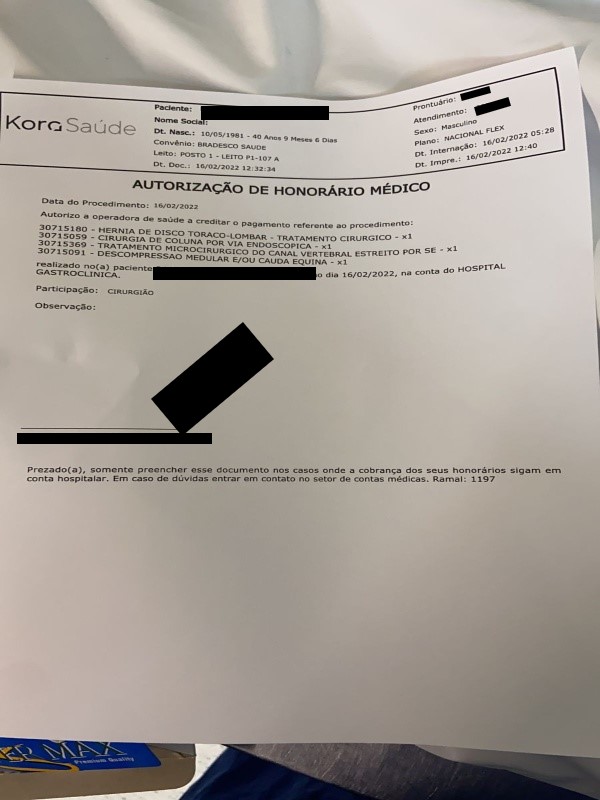 Kora Saúde
Paciente:
Nome Social:
Dt. Nasc.: 10/05/1981 - 40 Anos 9 Meses 6 Dias
Convênio: BRADESCO SAUDE
Leito: POSTO 1 - LEITO P1-107 A
Dt. Doc.: 16/02/2022 12:32:34
Prontuário:
Atendimento:
Sexo: Masculino
Plano: NACIONAL FLEX
Dt. Internação: 16/02/2022 05:28
Dt. Impre.: 16/02/2022 12:40
AUTORIZAÇÃO DE HONORÁRIO MÉDICO
Data do Procedimento: 16/02/2022
Autorizo a operadora de saúde a creditar o pagamento referente ao procedimento:
30715180 - HERNIA DE DISCO TORACO-LOMBAR - TRATAMENTO CIRURGICO - x1
30715059 - CIRURGIA DE COLUNA POR VIA ENDOSCOPICA - x1
30715369 - TRATAMENTO MICROCIRURGICO DO CANAL VERTEBRAL ESTREITO POR SE - x1
30715091 - DESCOMPRESSAO MEDULAR E/OU CAUDA EQUINA - x1
realizado no(a) paciente o dia 16/02/2022, na conta do HOSPITAL
GASTROCLINICA.
Participação: CIRURGIÃO
Observação:
Prezado(a), somente preencher esse documento nos casos onde a cobrança dos seus honorários sigam em
conta hospitalar. Em caso de dúvidas entrar em contato no setor de contas médicas. Ramal: 1197
ER MAX
Premium Quality